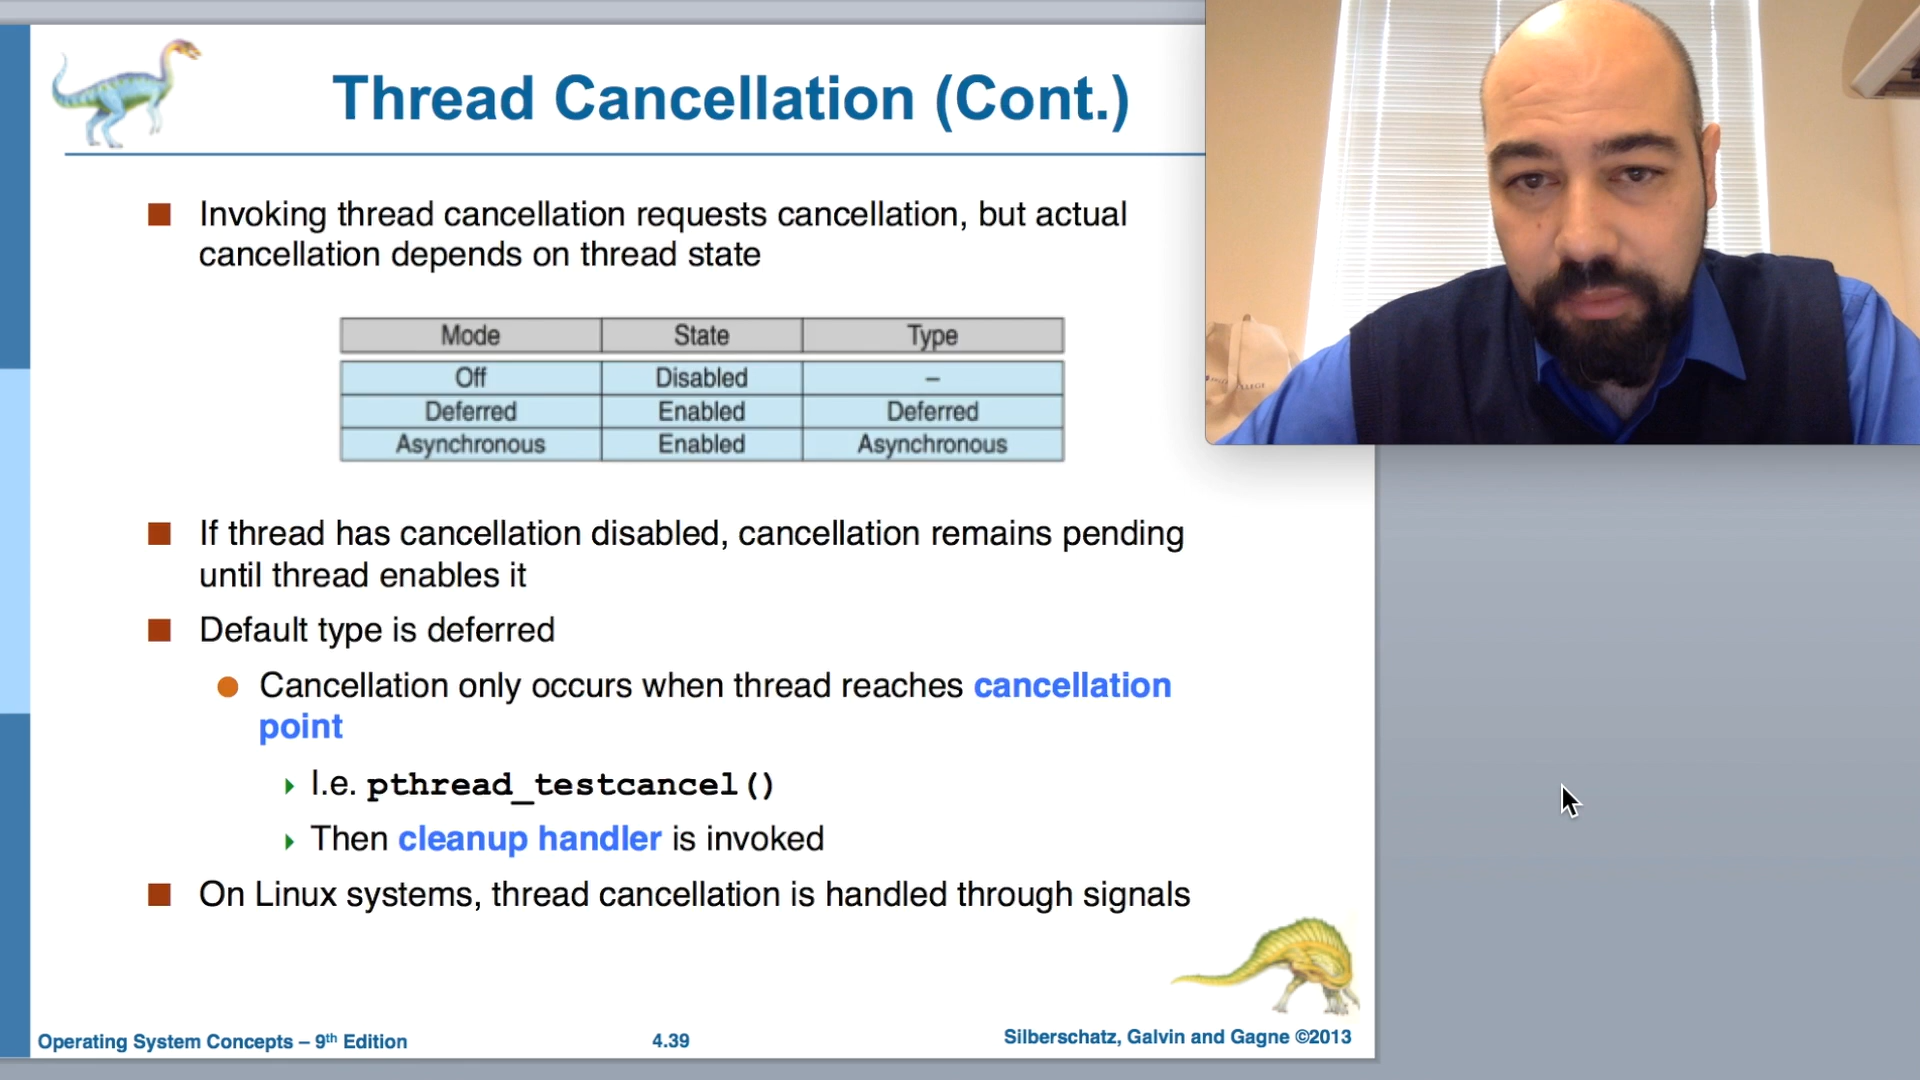 Thread Cancellation (Cont.)
Invoking thread cancellation requests cancellation, but actual
cancellation depends on thread state
Mode State Type
Off Disabled –
Deferred Enabled Deferred
Asynchronous Enabled Asynchronous
If thread has cancellation disabled, cancellation remains pending
until thread enables it
Default type is deferred
Cancellation only occurs when thread reaches cancellation
point
I.e. pthread_testcancel()
Then cleanup handler is invoked
On Linux systems, thread cancellation is handled through signals
Operating System Concepts – 9th Edition
4.39
Silberschatz, Galvin and Gagne ©2013